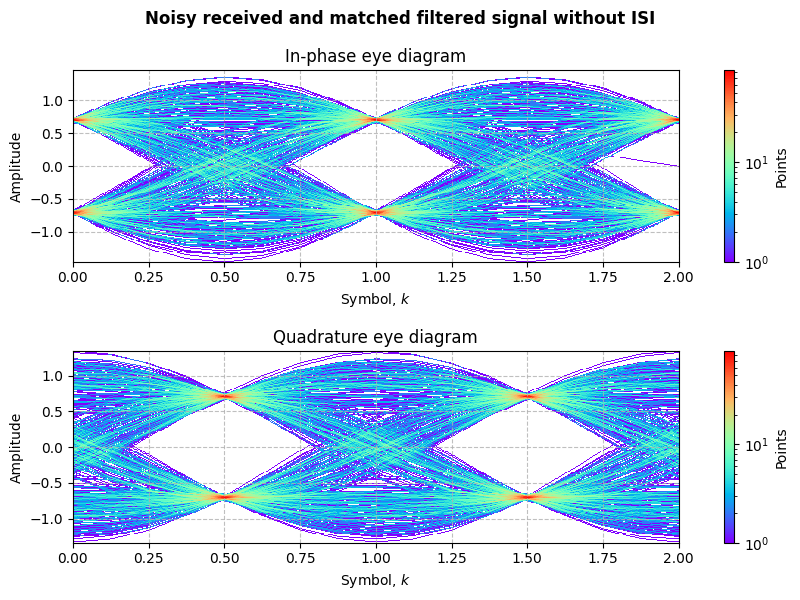 Noisy received and matched filtered signal without ISI
In-phase eye diagram
Amplitude
1.0
0.5
0.0
−0.5
−1.0
0.00 0.25 0.50 0.75 1.00 1.25 1.50 1.75 2.00
Symbol, k
10¹
10⁰
Points
Quadrature eye diagram
Amplitude
1.0
0.5
0.0
−0.5
−1.0
0.00 0.25 0.50 0.75 1.00 1.25 1.50 1.75 2.00
Symbol, k
10¹
10⁰
Points